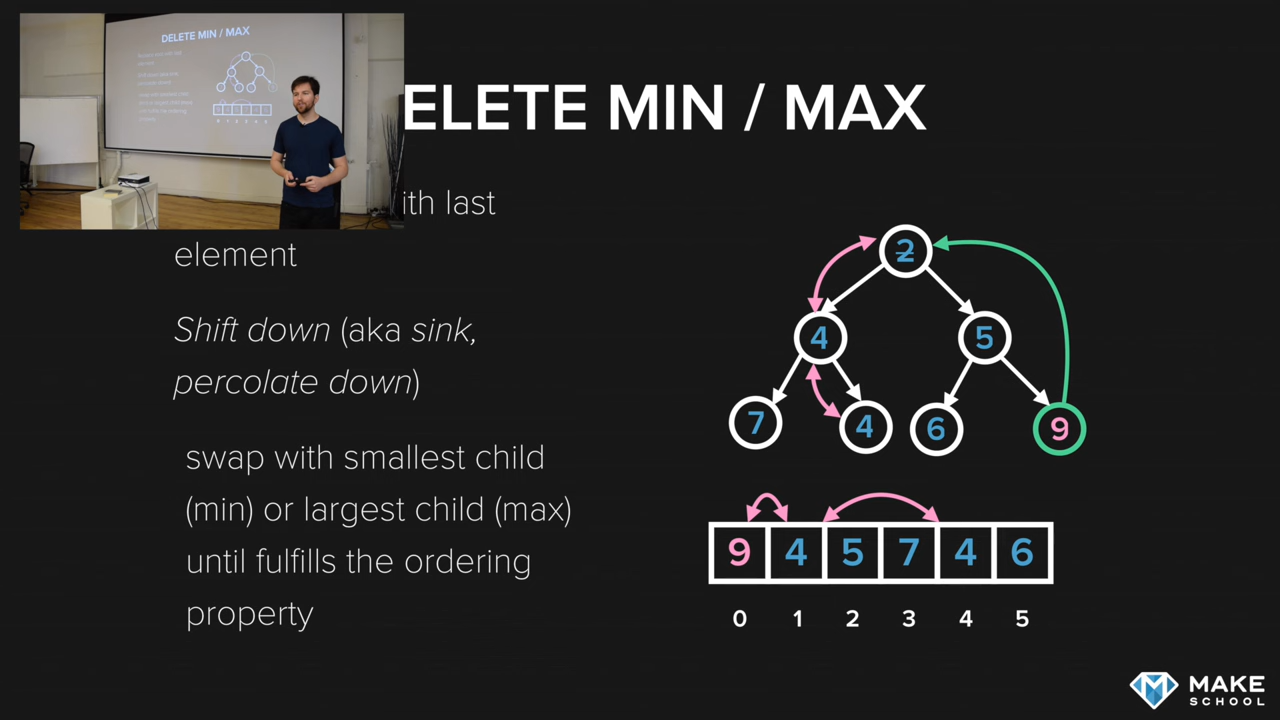 DELETE MIN / MAX
ELETE MIN / MAX
ith last
element
Shift down (aka sink,
percolate down)
swap with smallest child
(min) or largest child (max)
until fulfills the ordering
property
2
4 5
7 4 6 9
9 4 5 7 4 6
0 1 2 3 4 5
MAKE
SCHOOL